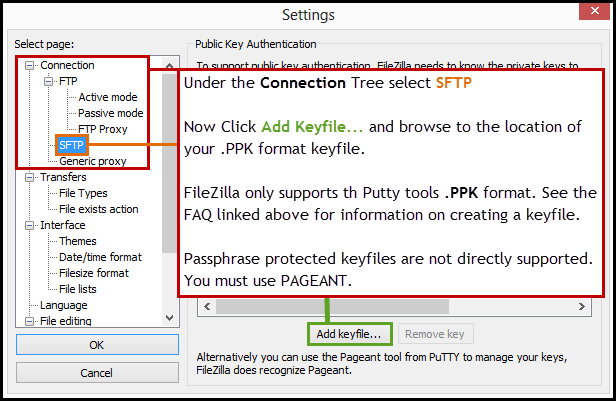 Settings
Select page:
Connection
FTP
Active mode
Passive mode
FTP Proxy
SFTP
Generic proxy
Transfers
File Types
File exists action
Interface
Themes
Date/time format
Filesize format
File lists
Language
File editing
OK
Cancel
Public Key Authentication
To support public key authentication, FileZilla needs to know the private keys to
Under the Connection Tree select SFTP
Now Click Add Keyfile... and browse to the location of
your .PPK format keyfile.
FileZilla only supports th Putty tools .PPK format. See the
FAQ linked above for information on creating a keyfile.
Passphrase protected keyfiles are not directly supported.
You must use PAGEANT.
Add keyfile...
Remove key
Alternatively you can use the Pageant tool from PuTTY to manage your keys,
FileZilla does recognize Pageant.